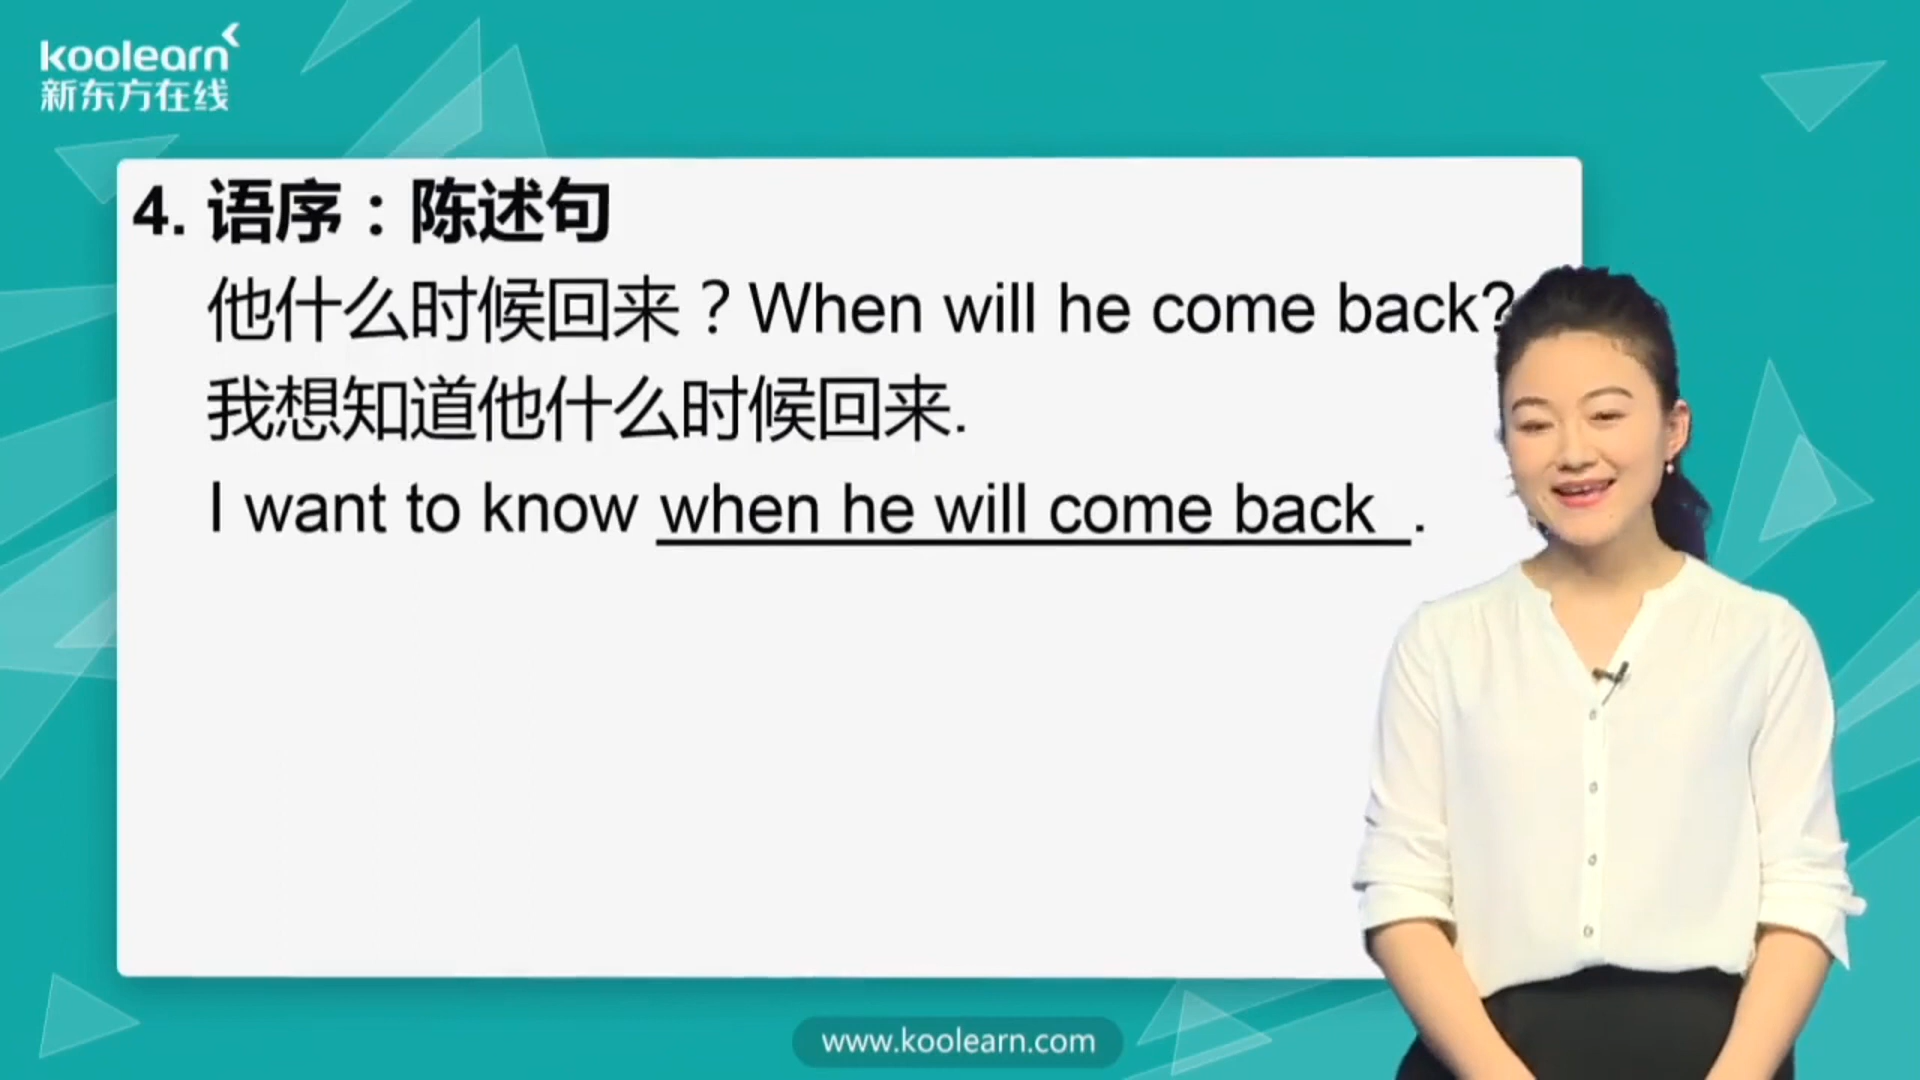 koolearn
新东方在线
4. 语序：陈述句
他什么时候回来？When will he come back?
我想知道他什么时候回来.
I want to know when he will come back .
www.koolearn.com